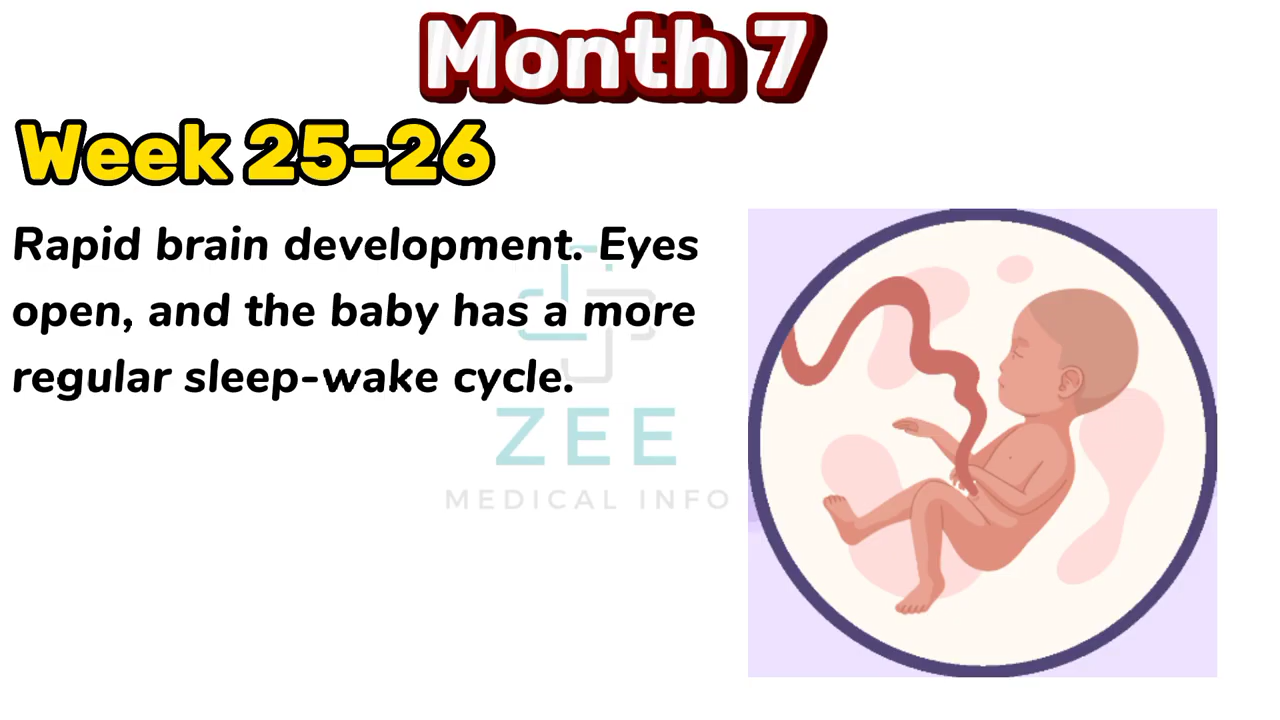 Month 7
Week 25-26
Rapid brain development. Eyes
open, and the baby has a more
regular sleep-wake cycle.
ZEE
MEDICAL INFO